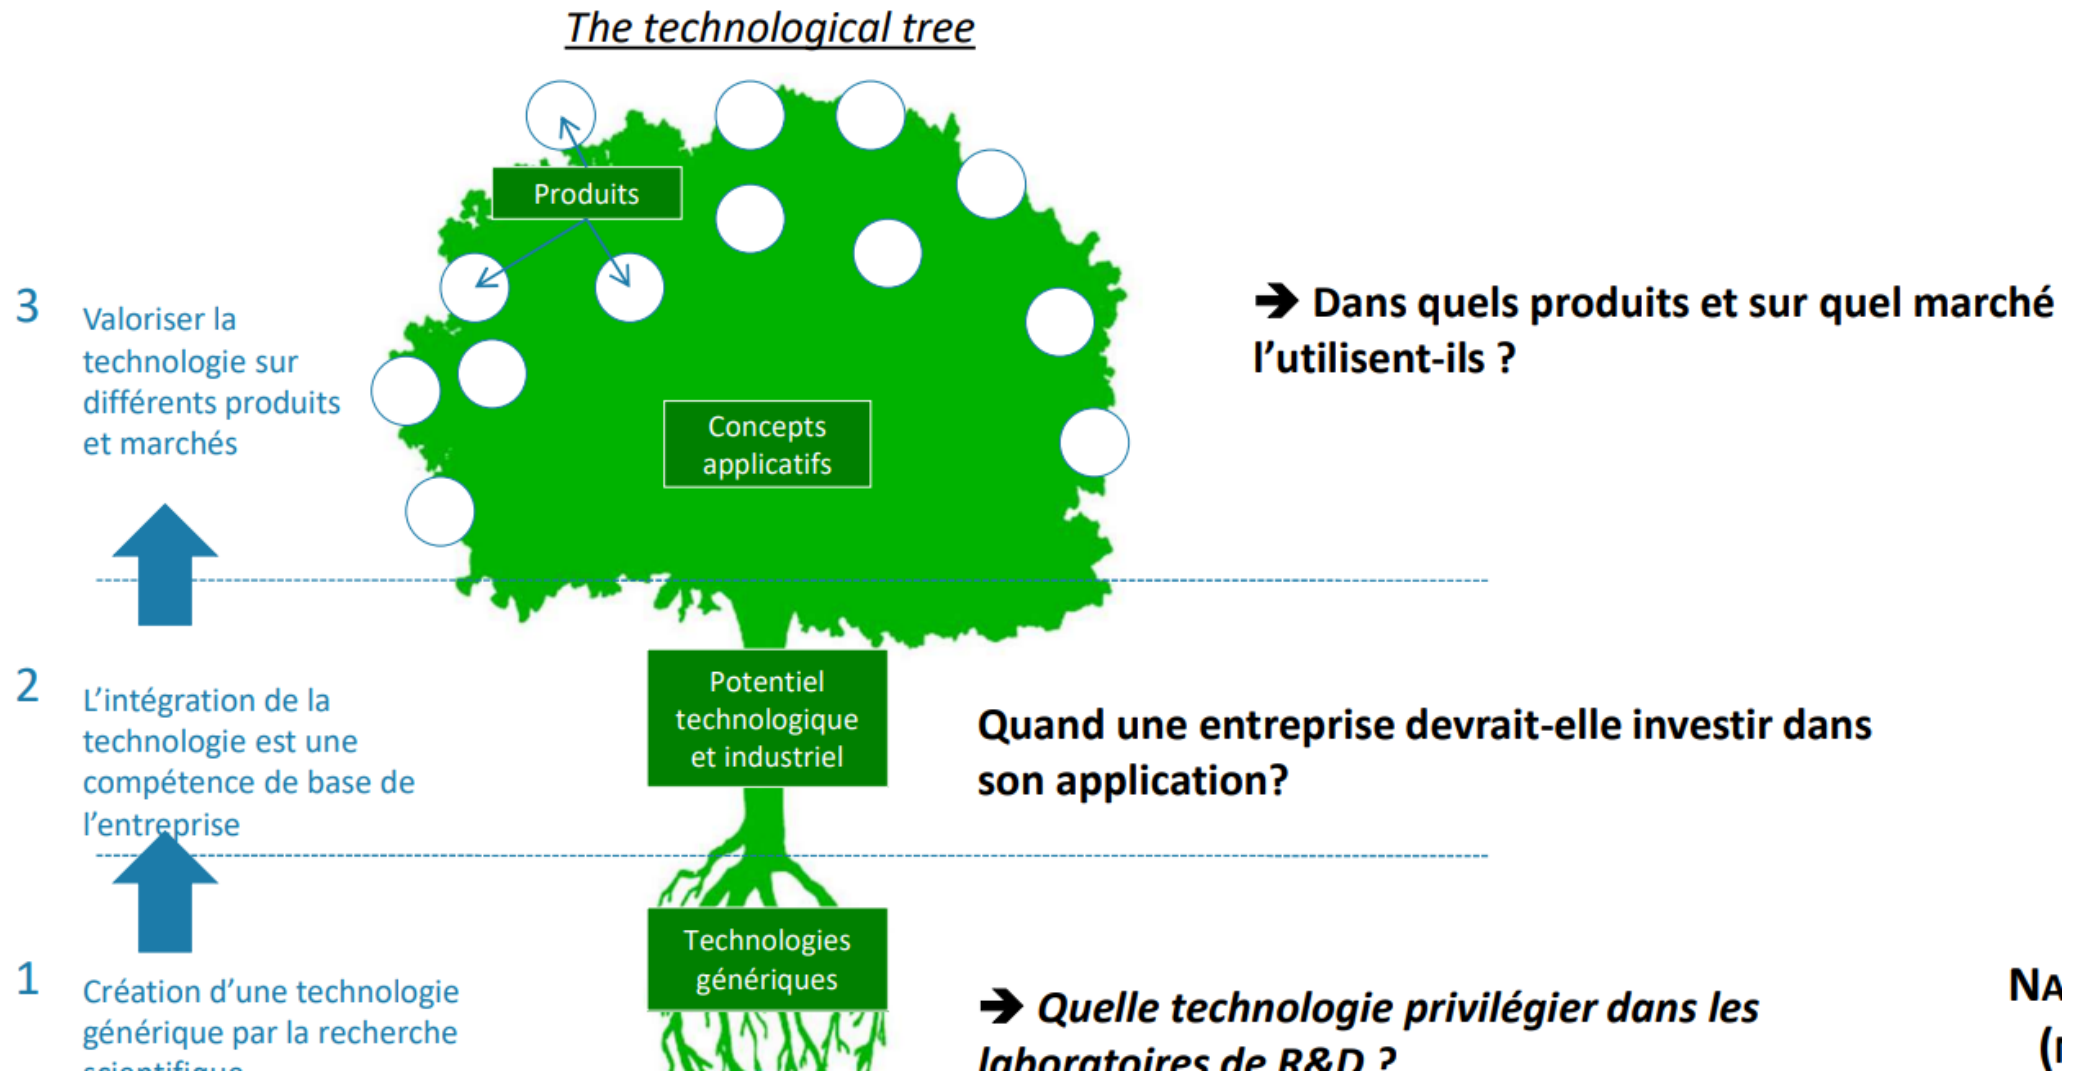 The technological tree
Produits
3
Valoriser la
technologie sur
différents produits
et marchés
➔ Dans quels produits et sur quel marché
l'utilisent-ils ?
Concepts
applicatifs
2
L'intégration de la
technologie est une
compétence de base de
l'entreprise
Potentiel
technologique
et industriel
Quand une entreprise devrait-elle investir dans
son application?
1
Création d'une technologie
générique par la recherche
scientifique
Technologies
génériques
➔ Quelle technologie privilégier dans les
laboratoires de R&D ?